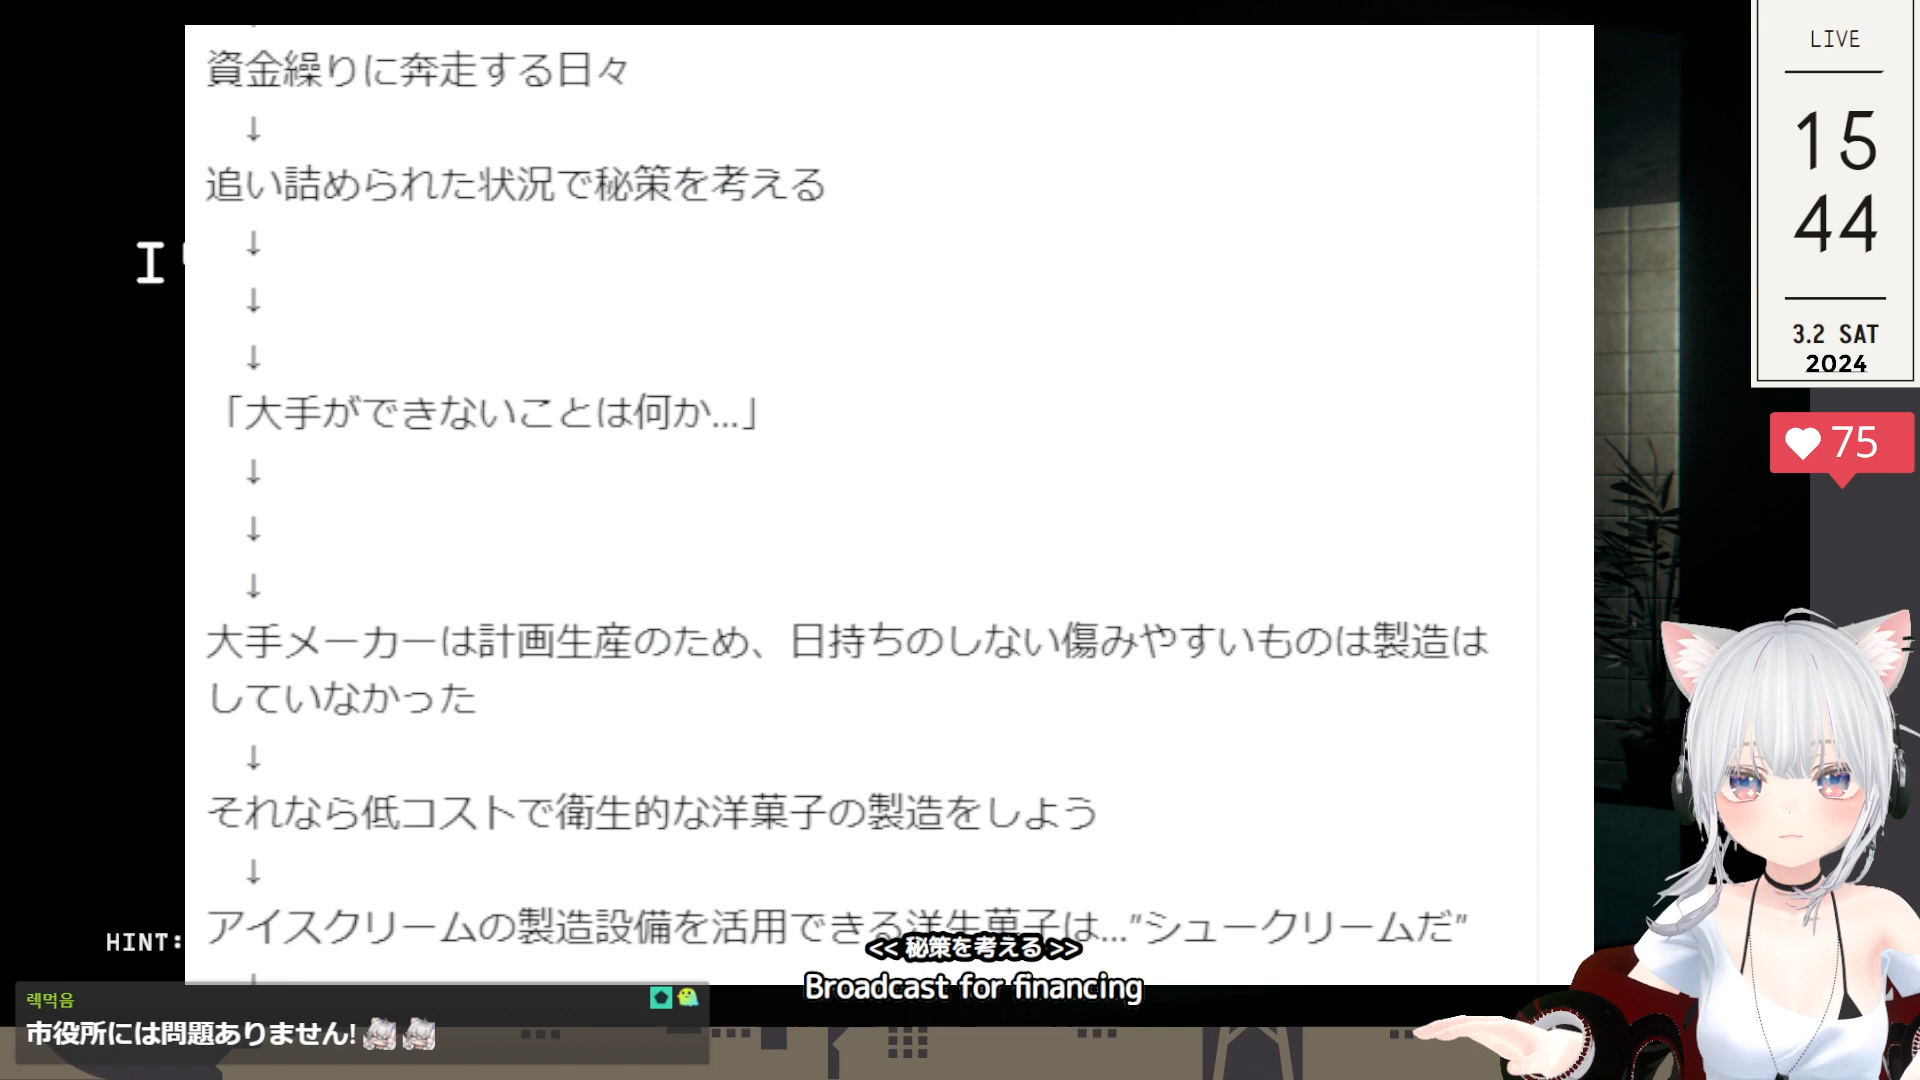 資金繰りに奔走する日々
↓
追い詰められた状況で秘策を考える
↓
↓
↓
「大手ができないことは何か...」
↓
↓
↓
大手メーカーは計画生産のため、日持ちのしない傷みやすいものは製造は
していなかった
↓
それなら低コストで衛生的な洋菓子の製造をしよう
↓
アイスクリームの製造設備を活用できる洋生菓子は..."シュークリームだ"
I
HINT:
<< 秘策を考える >>
Broadcast for financing
렉먹음
市役所には問題ありません!
LIVE
15
44
3.2 SAT
2024
75